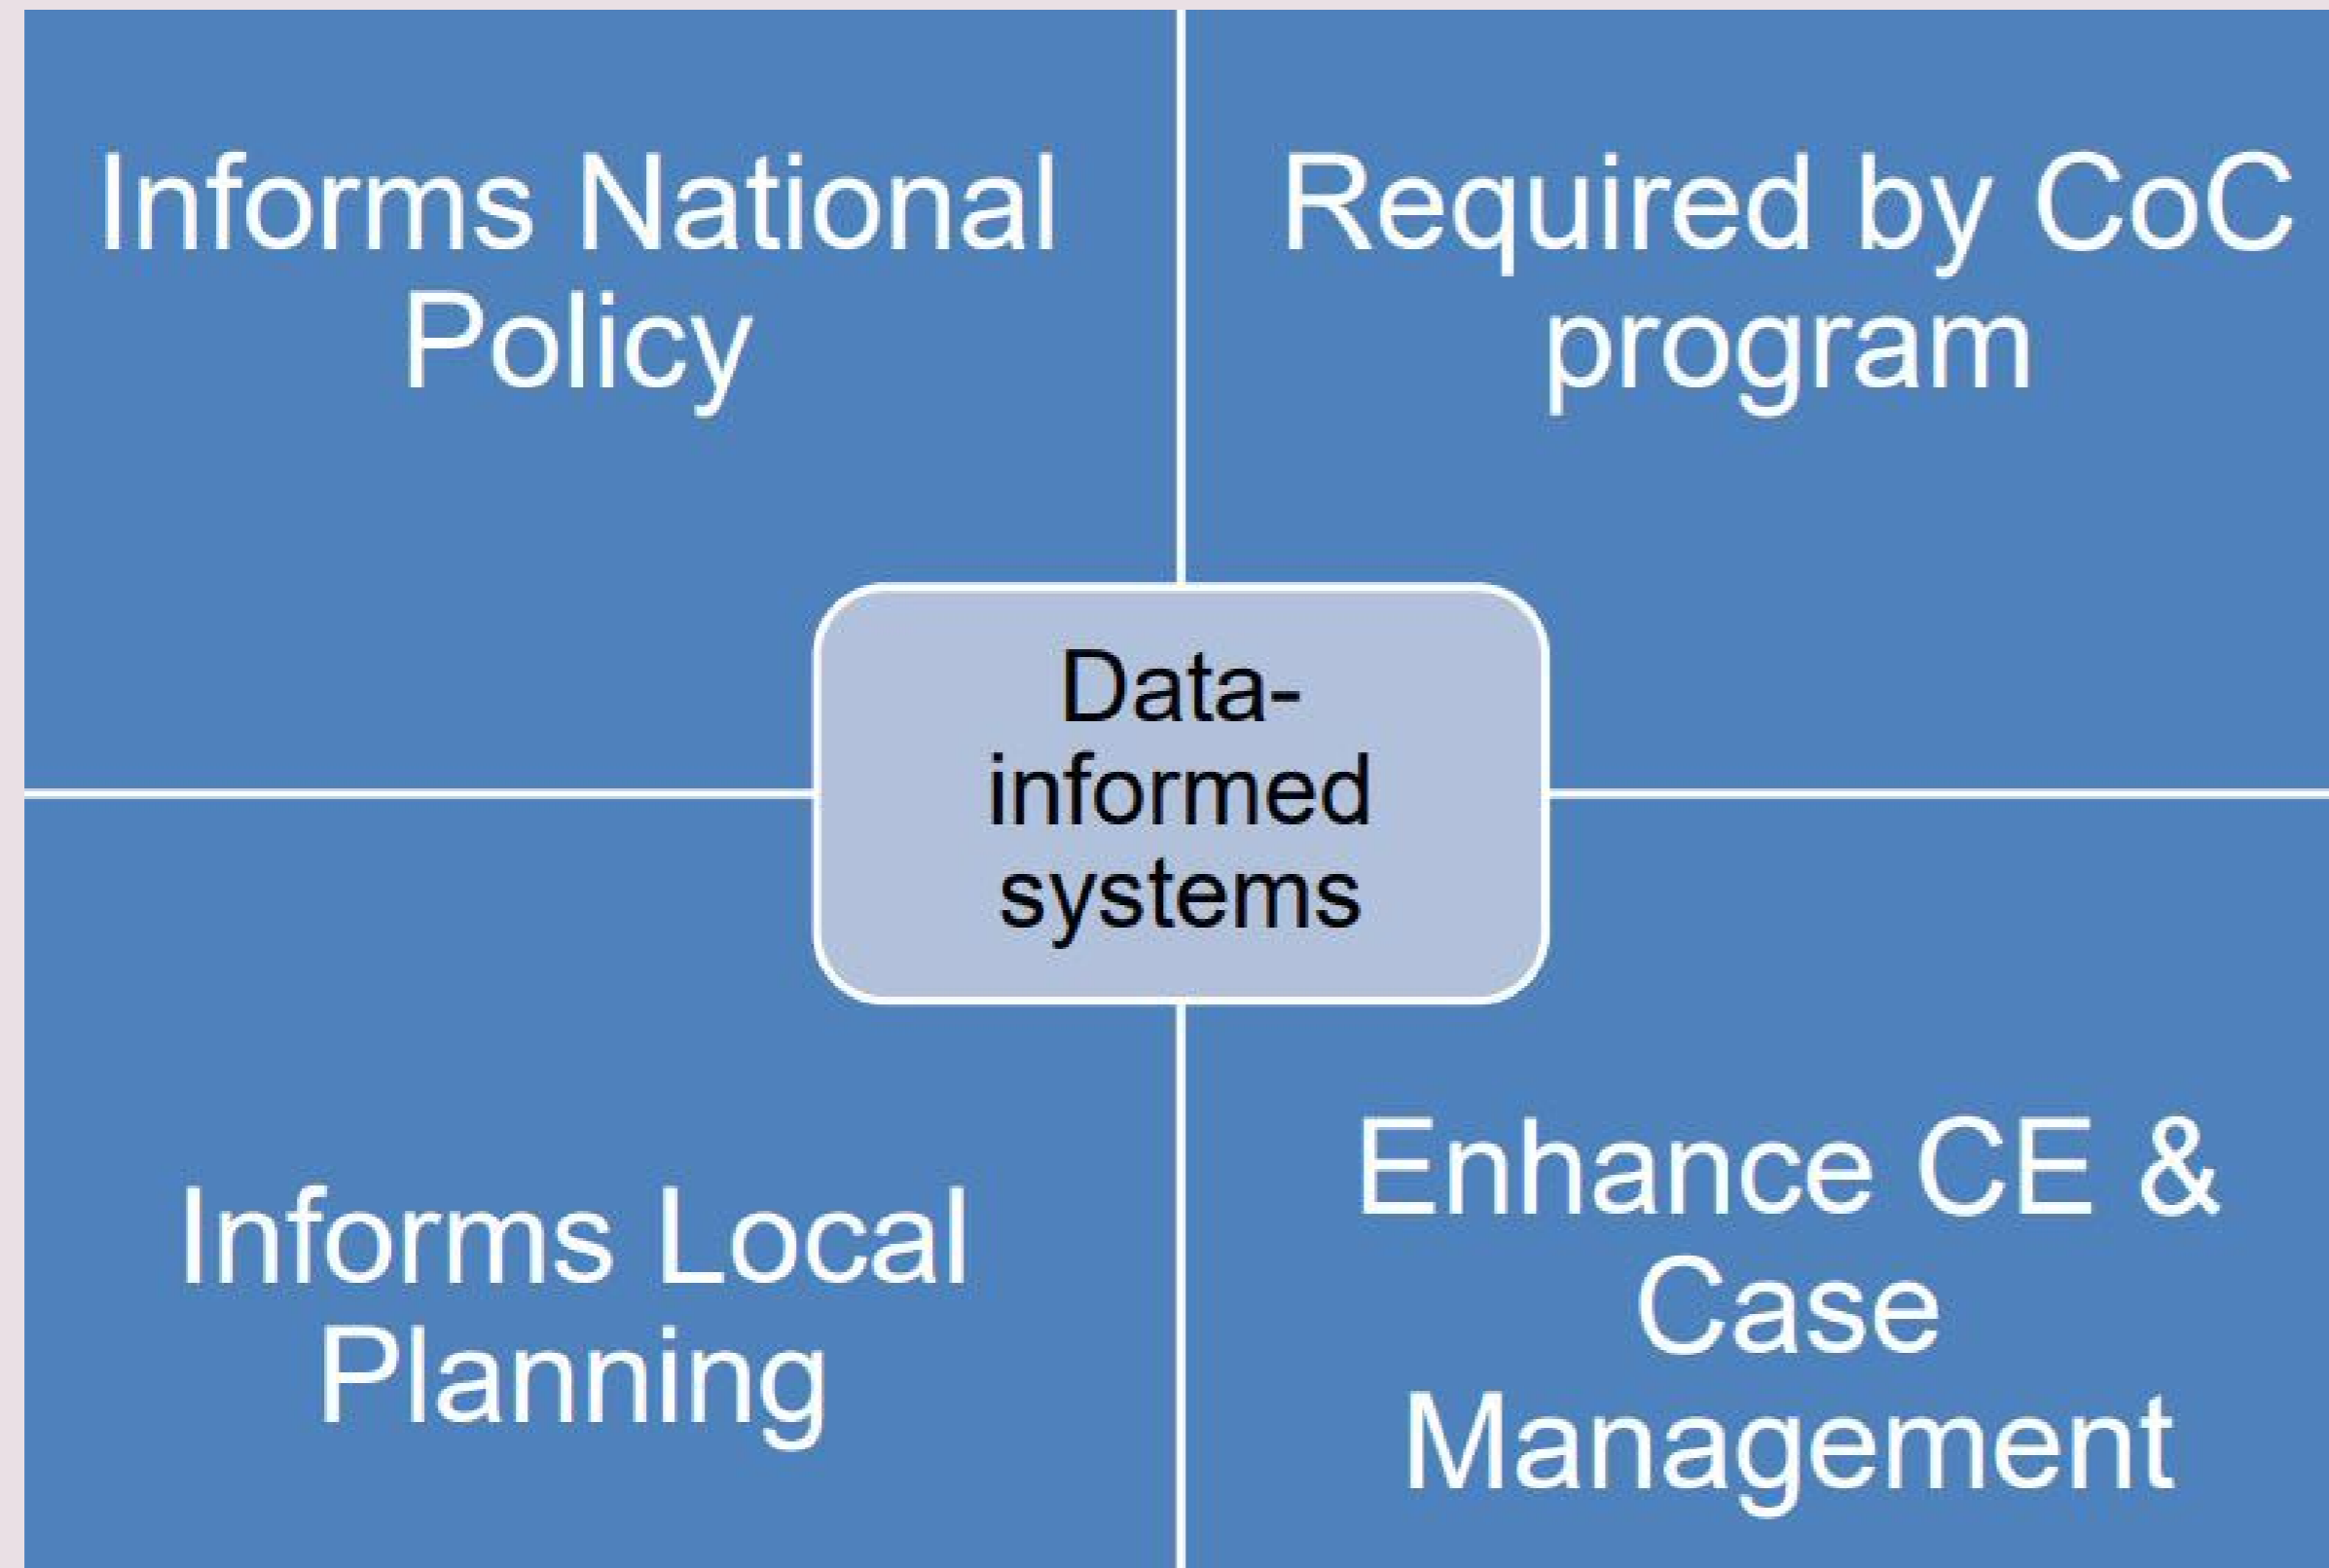 Informs National
Policy
Required by CoC
program
Data-
informed
systems
Informs Local
Planning
Enhance CE &
Case
Management